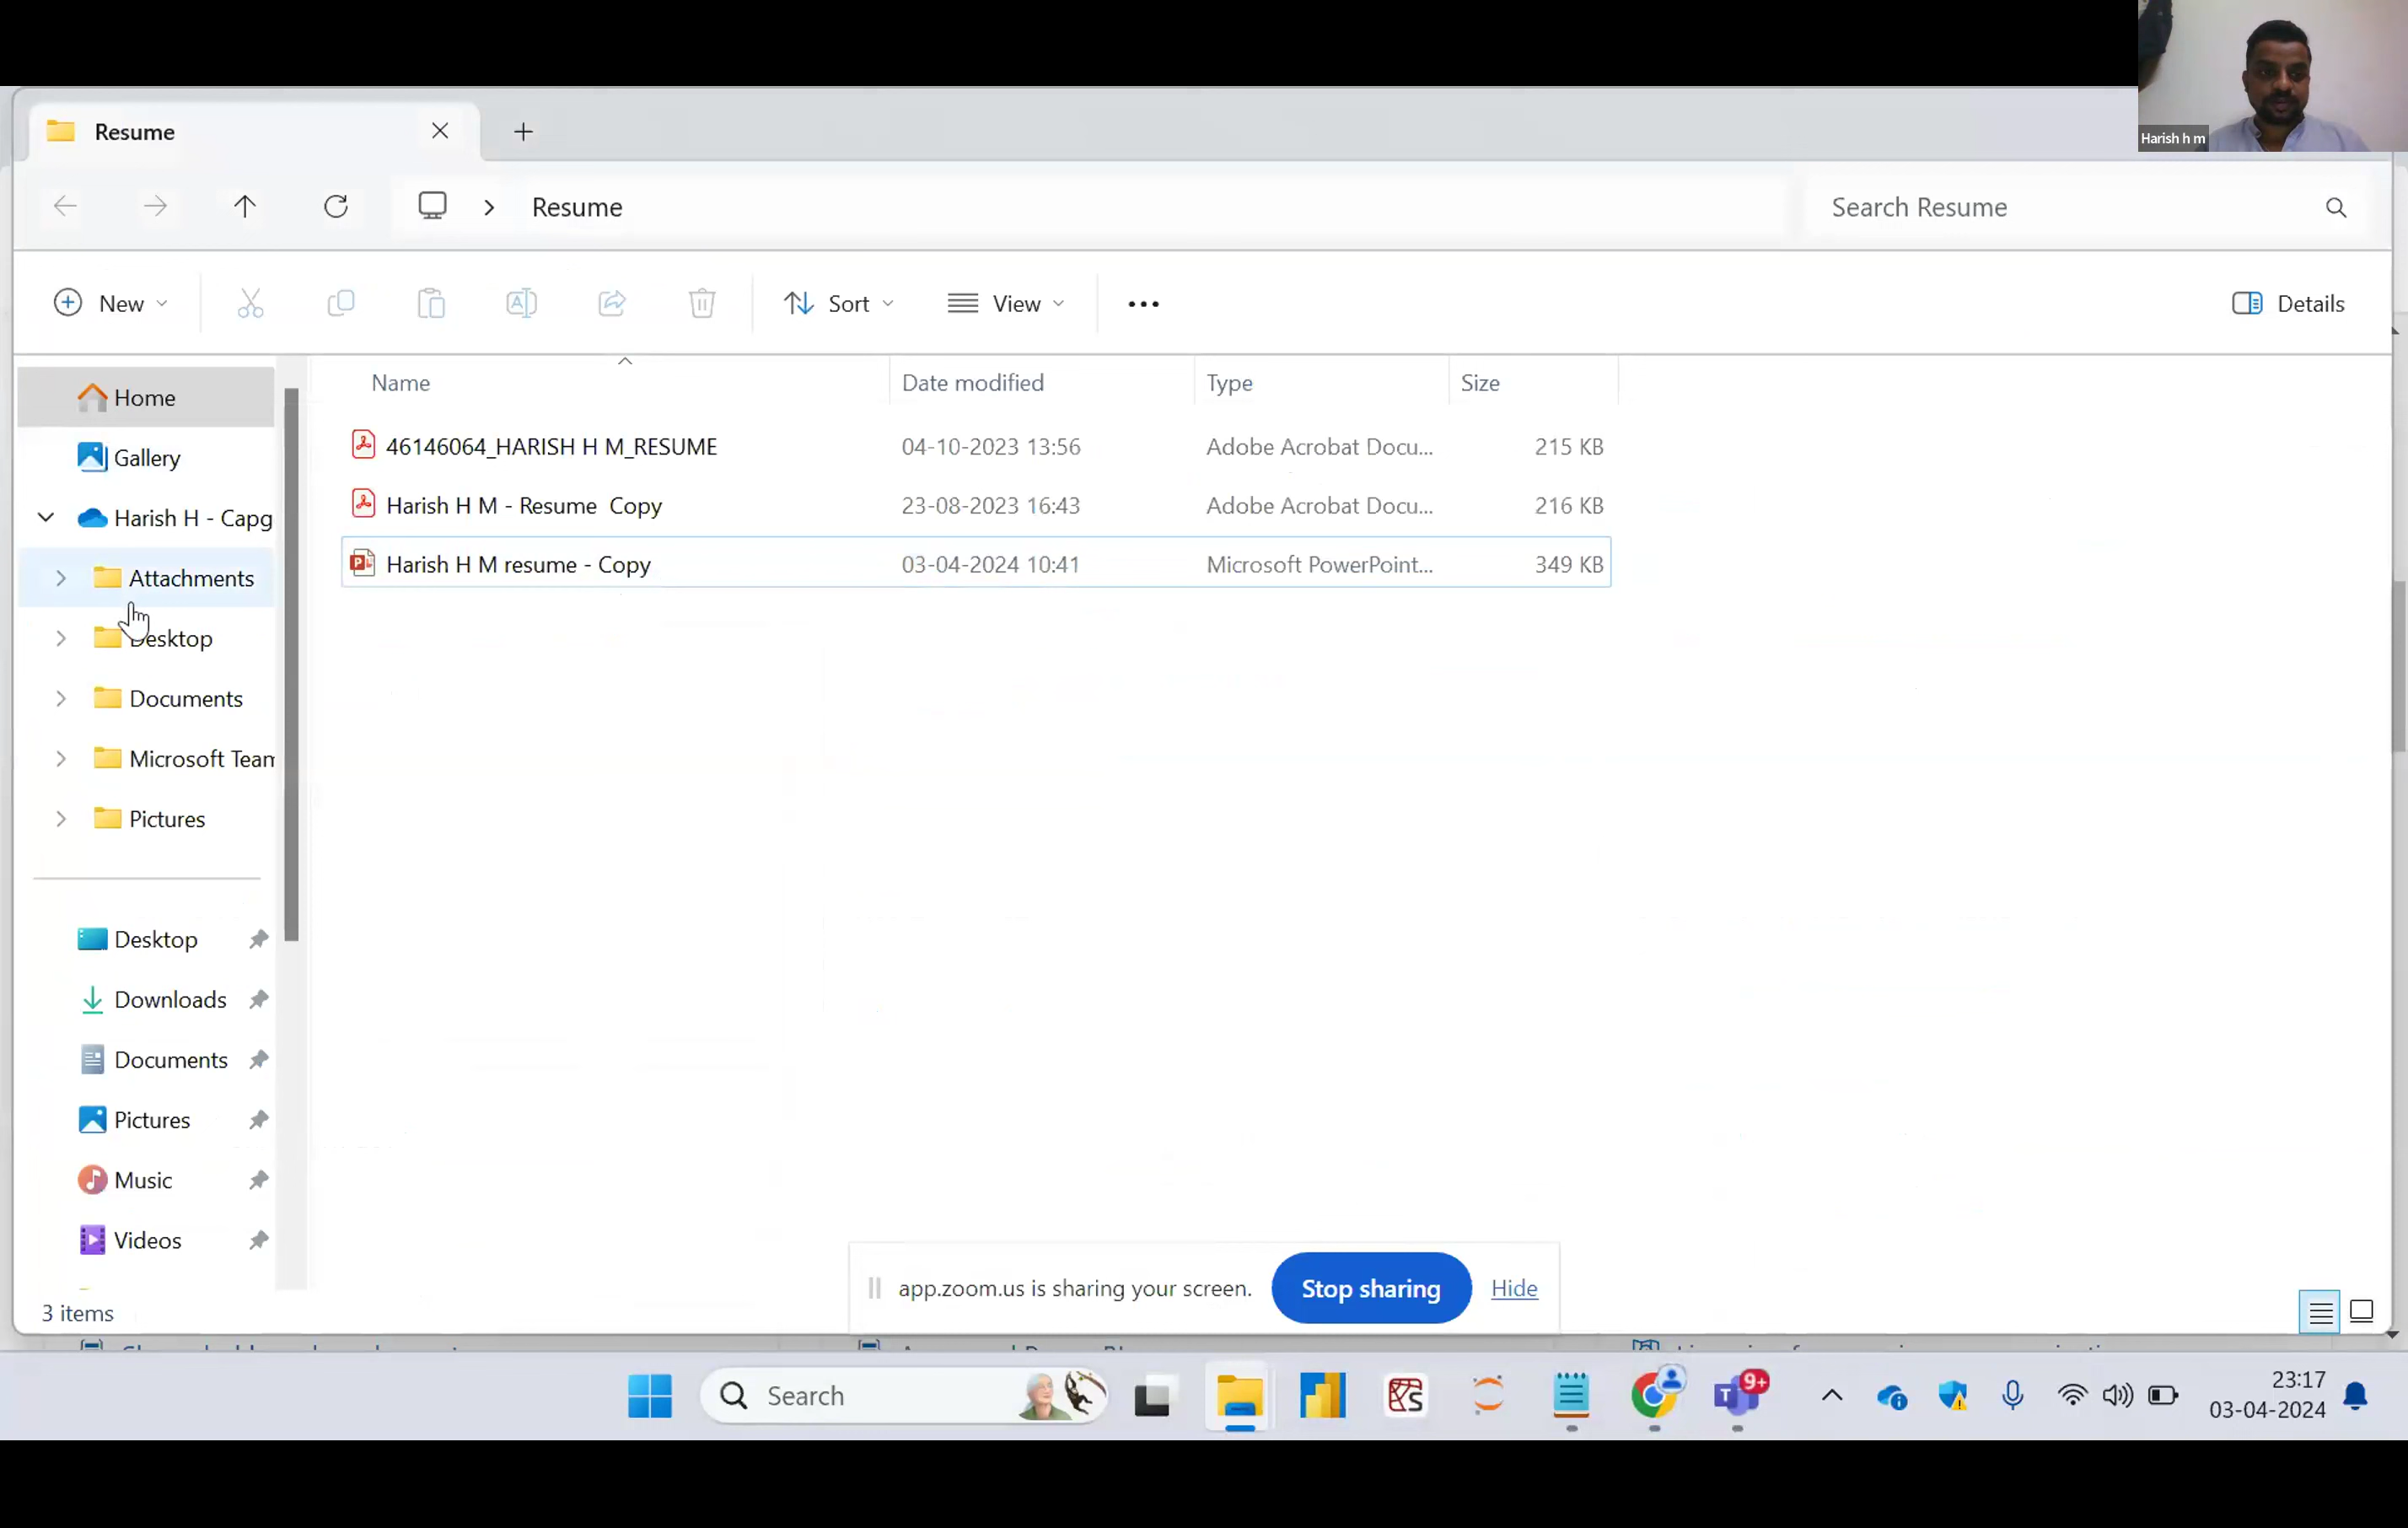 Harish h m
Resume
Resume
Search Resume
New
Sort
View
Details
Name
Date modified
Type
Size
46146064_HARISH H M_RESUME 04-10-2023 13:56 Adobe Acrobat Docu... 215 KB
Harish H M - Resume  Copy 23-08-2023 16:43 Adobe Acrobat Docu... 216 KB
Harish H M resume - Copy 03-04-2024 10:41 Microsoft PowerPoint... 349 KB
Home
Gallery
Harish H - Capg
Attachments
Desktop
Documents
Microsoft Tean
Pictures
Desktop
Downloads
Documents
Pictures
Music
Videos
3 items
app.zoom.us is sharing your screen.
Stop sharing
Hide
Search
9+
T
23:17
03-04-2024